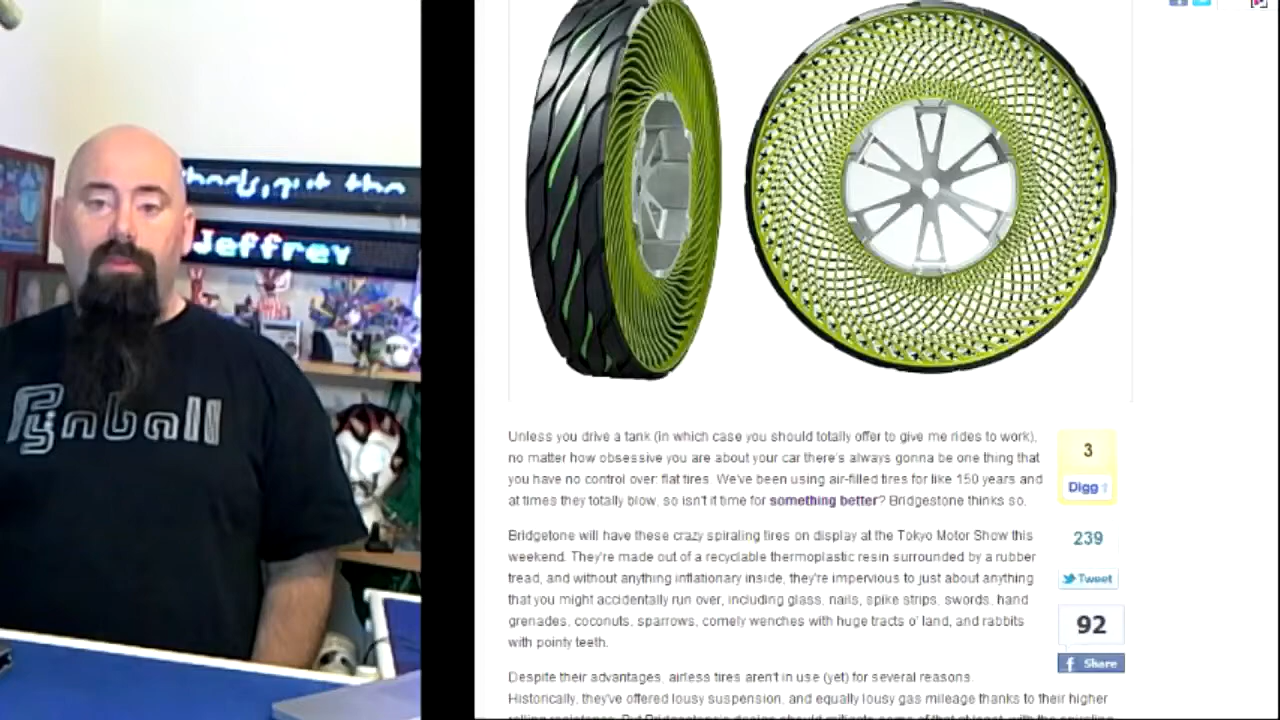 Jeffrey
Pynball
Unless you drive a tank (in which case you should totally offer to give me rides to work),
no matter how obsessive you are about your car there's always gonna be one thing that
you have no control over: flat tires. We've been using air-filled tires for like 150 years and
at times they totally blow, so isn't it time for something better? Bridgestone thinks so.
Bridgetone will have these crazy spiraling tires on display at the Tokyo Motor Show this
weekend. They're made out of a recyclable thermoplastic resin surrounded by a rubber
tread, and without anything inflationary inside, they're impervious to just about anything
that you might accidentally run over, including glass, nails, spike strips, swords, hand
grenades, coconuts, sparrows, comely wenches with huge tracts o' land, and rabbits
with pointy teeth.
Despite their advantages, airless tires aren't in use (yet) for several reasons.
Historically, they've offered lousy suspension, and equally lousy gas mileage thanks to their higher
3
Digg
239
Tweet
92
f Share